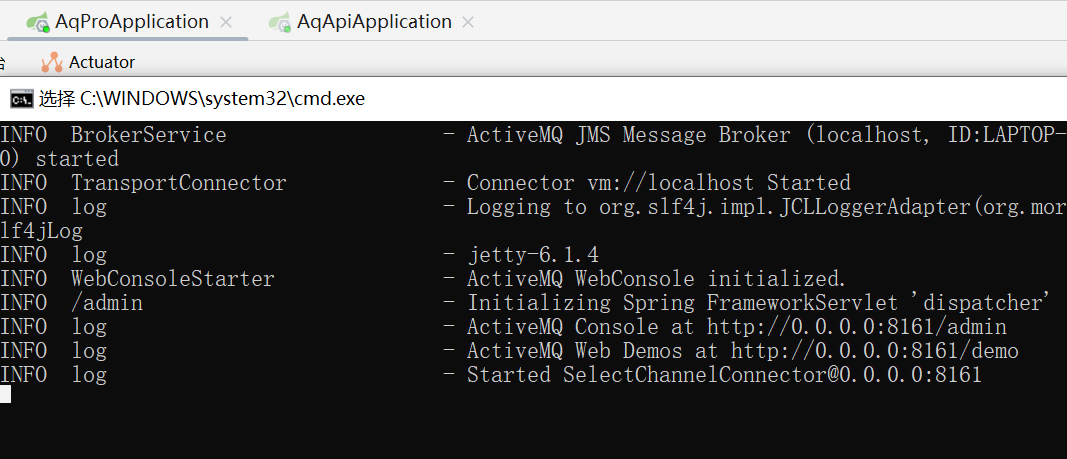 AqProApplication × AqApiApplication ×
Actuator
选择 C:\WINDOWS\system32\cmd.exe
INFO BrokerService - ActiveMQ JMS Message Broker (localhost, ID:LAPTOP-
0) started
INFO TransportConnector - Connector vm://localhost Started
INFO log - Logging to org.slf4j.impl.JCLLoggerAdapter(org.mor
lf4jLog
INFO log - jetty-6.1.4
INFO WebConsoleStarter - ActiveMQ WebConsole initialized.
INFO /admin - Initializing Spring FrameworkServlet 'dispatcher'
INFO log - ActiveMQ Console at http://0.0.0.0:8161/admin
INFO log - ActiveMQ Web Demos at http://0.0.0.0:8161/demo
INFO log - Started SelectChannelConnector@0.0.0.0:8161